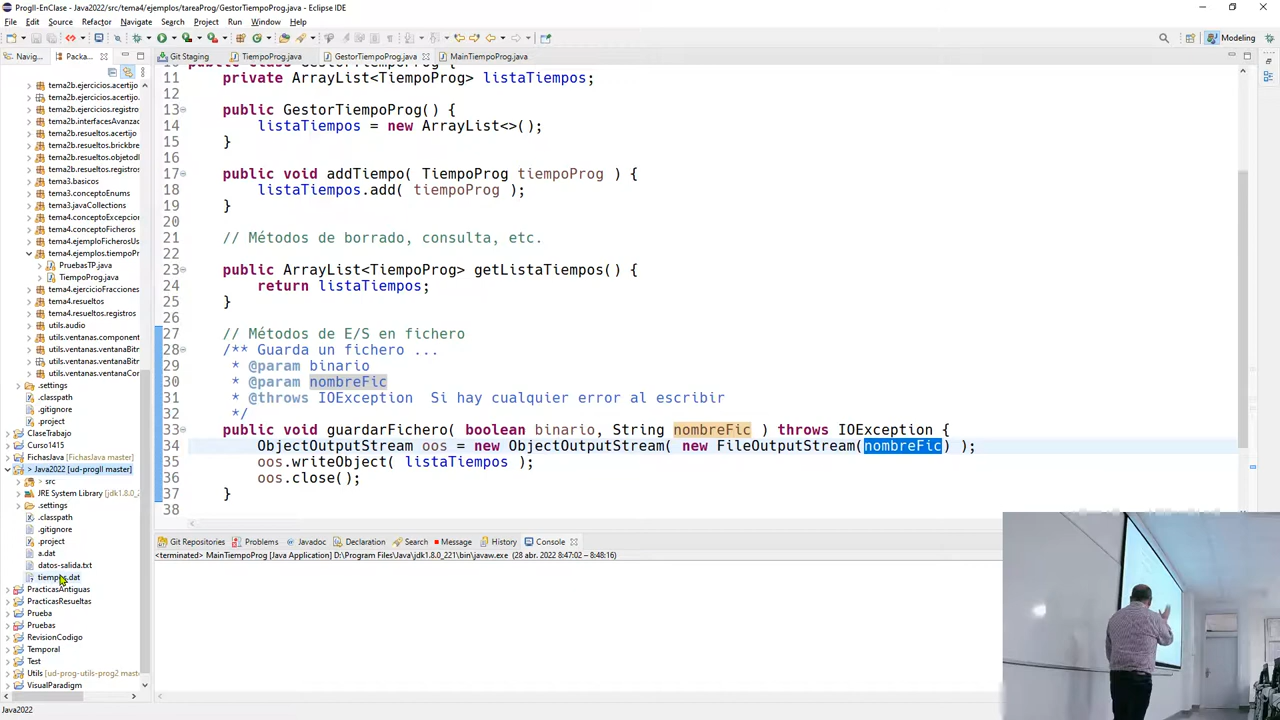 ProgII-EnClase - Java2022/src/tema4/ejemplos/tareaProg/GestorTiempoProg.java - Eclipse IDE
File Edit Source Refactor Navigate Search Project Run Window Help
Modeling
Navig...
Packa...
Git Staging
TiempoProg.java
GestorTiempoProg.java
MainTiempoProg.java
tema2b.ejercicios.acertijo
tema2b.ejercicios.acertijo.
tema2b.ejercicios.registro
tema2b.interfacesAvanzac
tema2b.resueltos.acertijo
tema2b.resueltos.brickbre
tema2b.resueltos.objetodl
tema2b.resueltos.registros
tema3.basicos
tema3.conceptoEnums
tema3.javaCollections
tema4.conceptoExcepcion
tema4.conceptoFicheros
tema4.ejemploFicherosUs
tema4.ejemplos.tiempoPr
PruebasTP.java
TiempoProg.java
tema4.ejercicioFracciones
tema4.resueltos
tema4.resueltos.registros
utils.audio
utils.ventanas.component
utils.ventanas.ventanaBitr
utils.ventanas.ventanaBitr
utils.ventanas.ventanaCor
.settings
.classpath
.gitignore
.project
ClaseTrabajo
Curso1415
FichasJava [FichasJava master]
> Java2022 [ud-progII master]
> src
JRE System Library [jdk1.8.0_
.settings
.classpath
.gitignore
.project
a.dat
datos-salida.txt
tiempos.dat
PracticasAntiguas
PracticasResueltas
Prueba
Pruebas
RevisionCodigo
Temporal
Test
Utils [ud-prog-utils-prog2 mast
VisualParadigm
11 private ArrayList<TiempoProg> listaTiempos;
12
13 public GestorTiempoProg() {
14 listaTiempos = new ArrayList<>();
15 }
16
17 public void addTiempo( TiempoProg tiempoProg ) {
18 listaTiempos.add( tiempoProg );
19 }
20
21 // Métodos de borrado, consulta, etc.
22
23 public ArrayList<TiempoProg> getListaTiempos() {
24 return listaTiempos;
25 }
26
27 // Métodos de E/S en fichero
28 /** Guarda un fichero ...
29 * @param binario
30 * @param nombreFic
31 * @throws IOException Si hay cualquier error al escribir
32 */
33 public void guardarFichero( boolean binario, String nombreFic ) throws IOException {
34 ObjectOutputStream oos = new ObjectOutputStream( new FileOutputStream(nombreFic) );
35 oos.writeObject( listaTiempos );
36 oos.close();
37 }
38
Git Repositories Problems Javadoc Declaration Search Message History Console
<terminated> MainTiempoProg [Java Application] D:\Program Files\Java\jdk1.8.0_221\bin\javaw.exe (28 abr. 2022 8:47:02 – 8:48:16)
Java2022